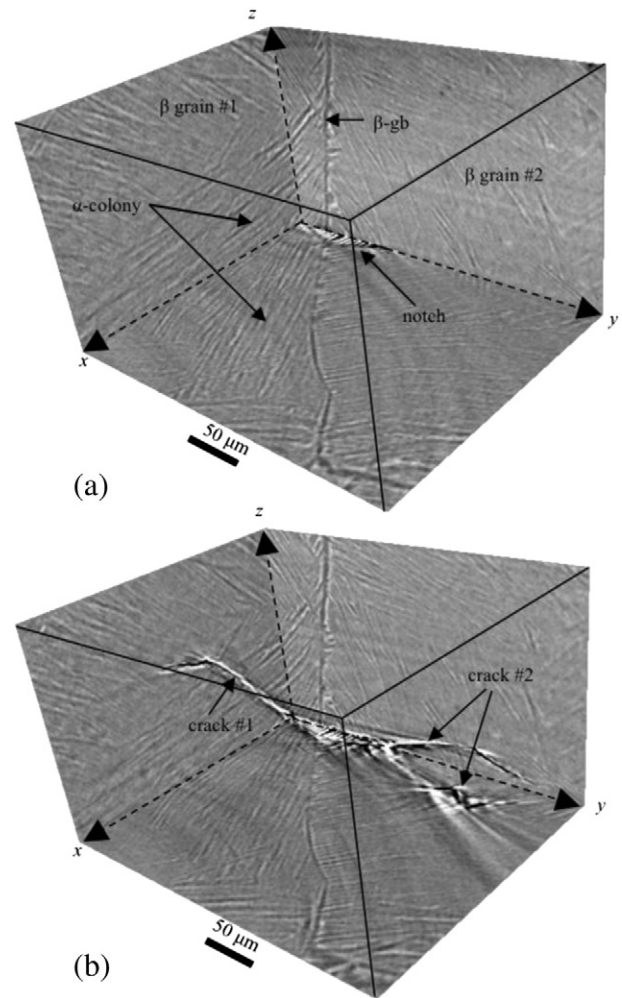 z
β grain #1
β-gb
β grain #2
α-colony
notch
y
x
50 μm
(a)
z
crack #2
crack #1
y
x
50 μm
(b)